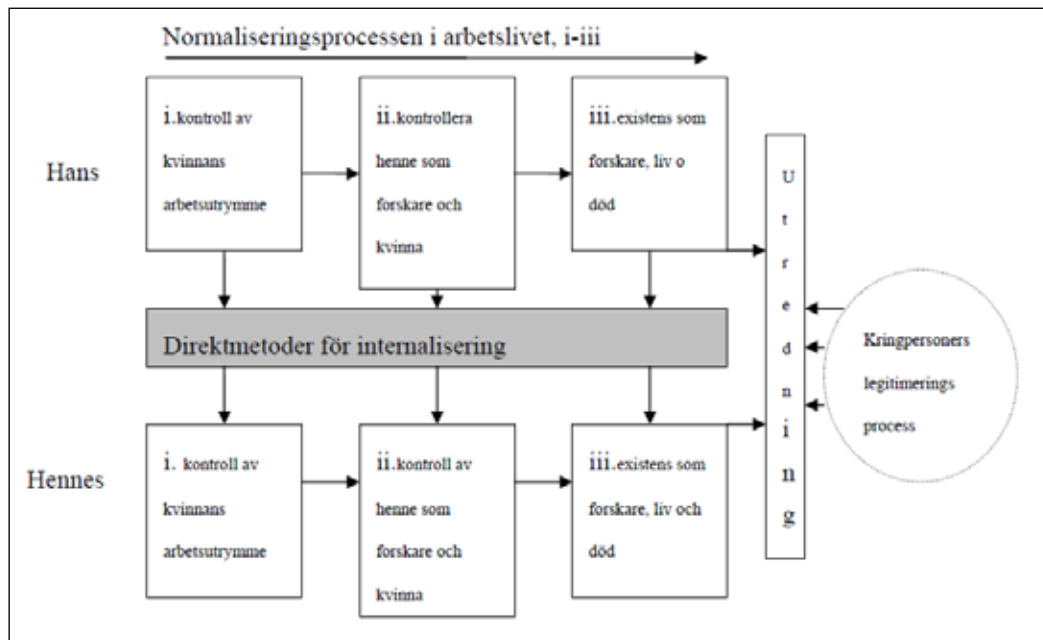 Normaliseringsprocessen i arbetslivet, i-iii
Hans
i.kontroll av
kvinnans
arbetsutrymme
ii.kontrollera
henne som
forskare och
kvinna
iii.existens som
forskare, liv o
död
Direktmetoder för internalisering
Hennes
i. kontroll av
kvinnans
arbetsutrymme
ii.kontroll av
henne som
forskare och
kvinna
iii.existens som
forskare, liv och
död
U
t
r
e
d
n
i
n
g
Kringpersoners
legitimerings
process